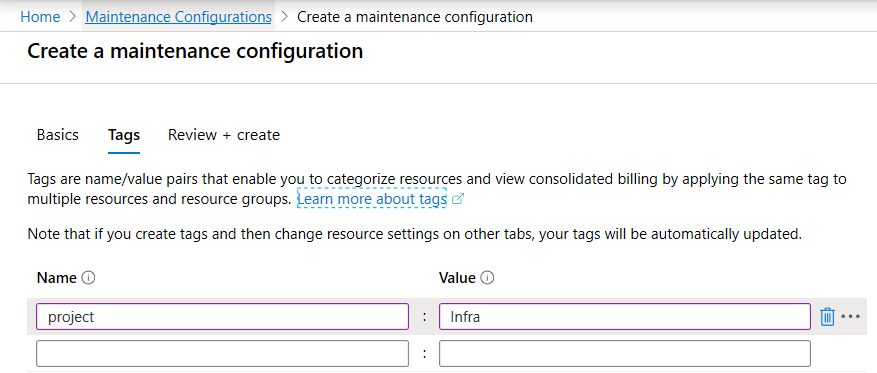 Home > Maintenance Configurations > Create a maintenance configuration
Create a maintenance configuration
Basics Tags Review + create
Tags are name/value pairs that enable you to categorize resources and view consolidated billing by applying the same tag to
multiple resources and resource groups. Learn more about tags
Note that if you create tags and then change resource settings on other tabs, your tags will be automatically updated.
Name Value
project : Infra
: